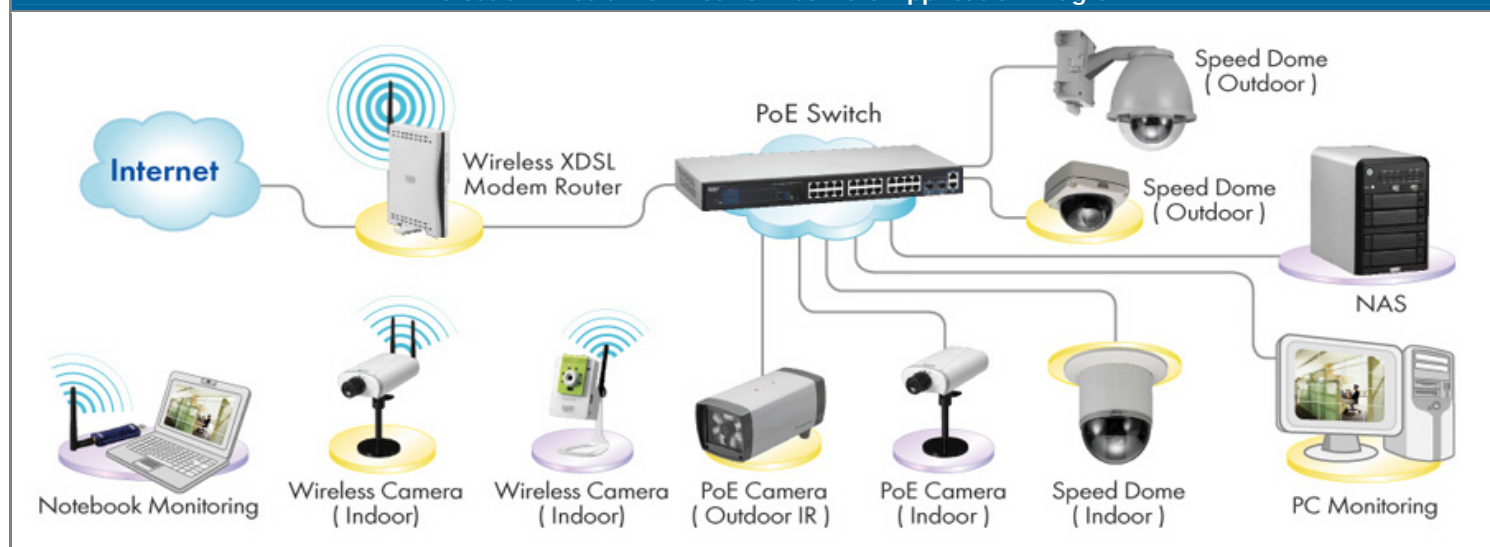 Internet
Wireless XDSL
Modem Router
PoE Switch
Speed Dome
( Outdoor )
Speed Dome
( Outdoor )
NAS
Notebook Monitoring
Wireless Camera
( Indoor)
Wireless Camera
( Indoor)
PoE Camera
( Outdoor IR )
PoE Camera
( Indoor )
Speed Dome
( Indoor )
PC Monitoring